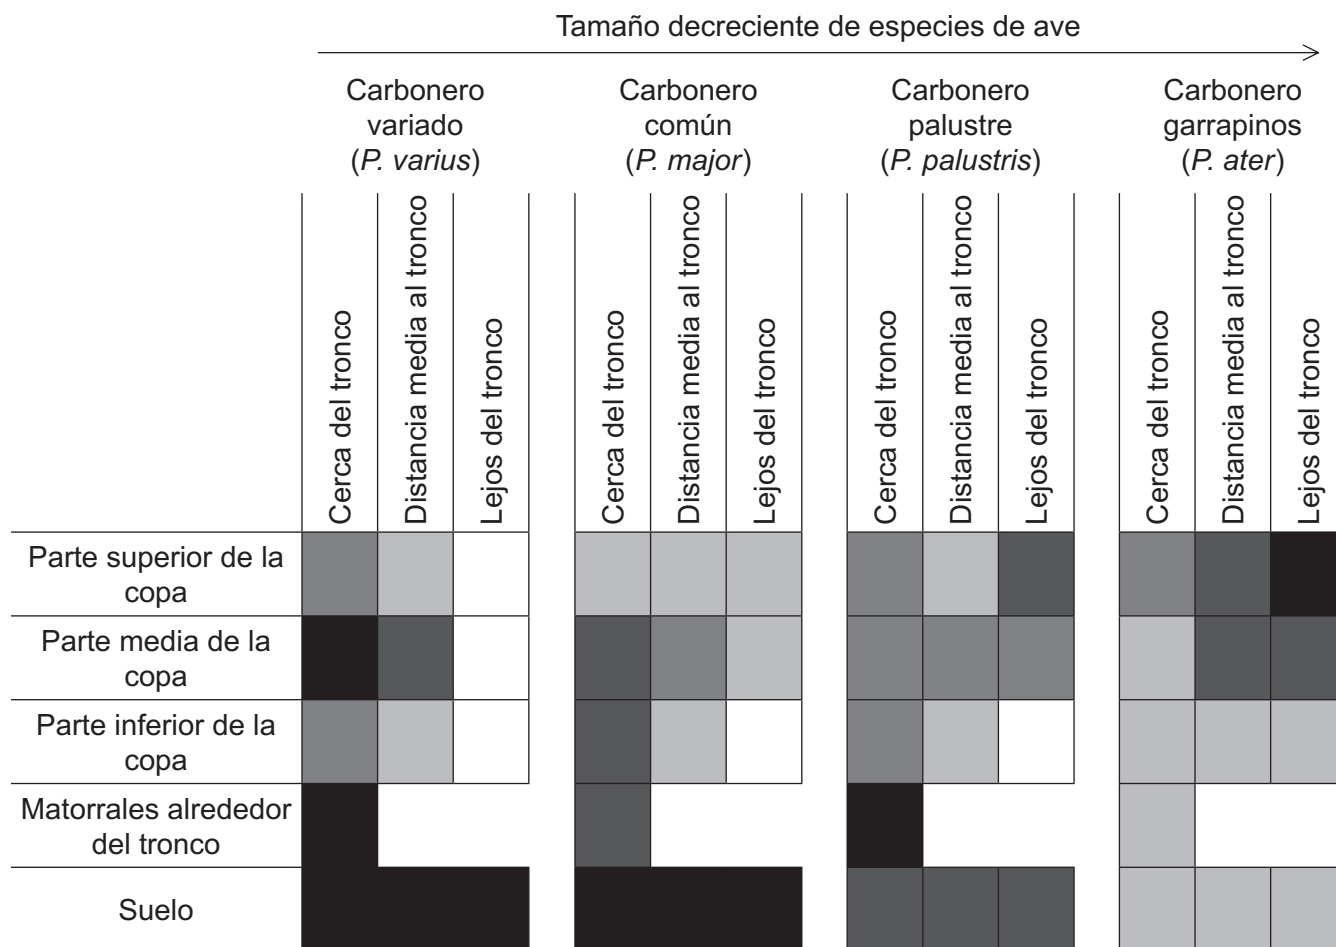 Tamaño decreciente de especies de ave
Carbonero
variado
(P. varius)
Carbonero
común
(P. major)
Carbonero
palustre
(P. palustris)
Carbonero
garrapinos
(P. ater)
Cerca del tronco
Distancia media al tronco
Lejos del tronco
Cerca del tronco
Distancia media al tronco
Lejos del tronco
Cerca del tronco
Distancia media al tronco
Lejos del tronco
Cerca del tronco
Distancia media al tronco
Lejos del tronco
Parte superior de la
copa
Parte media de la
copa
Parte inferior de la
copa
Matorrales alrededor
del tronco
Suelo